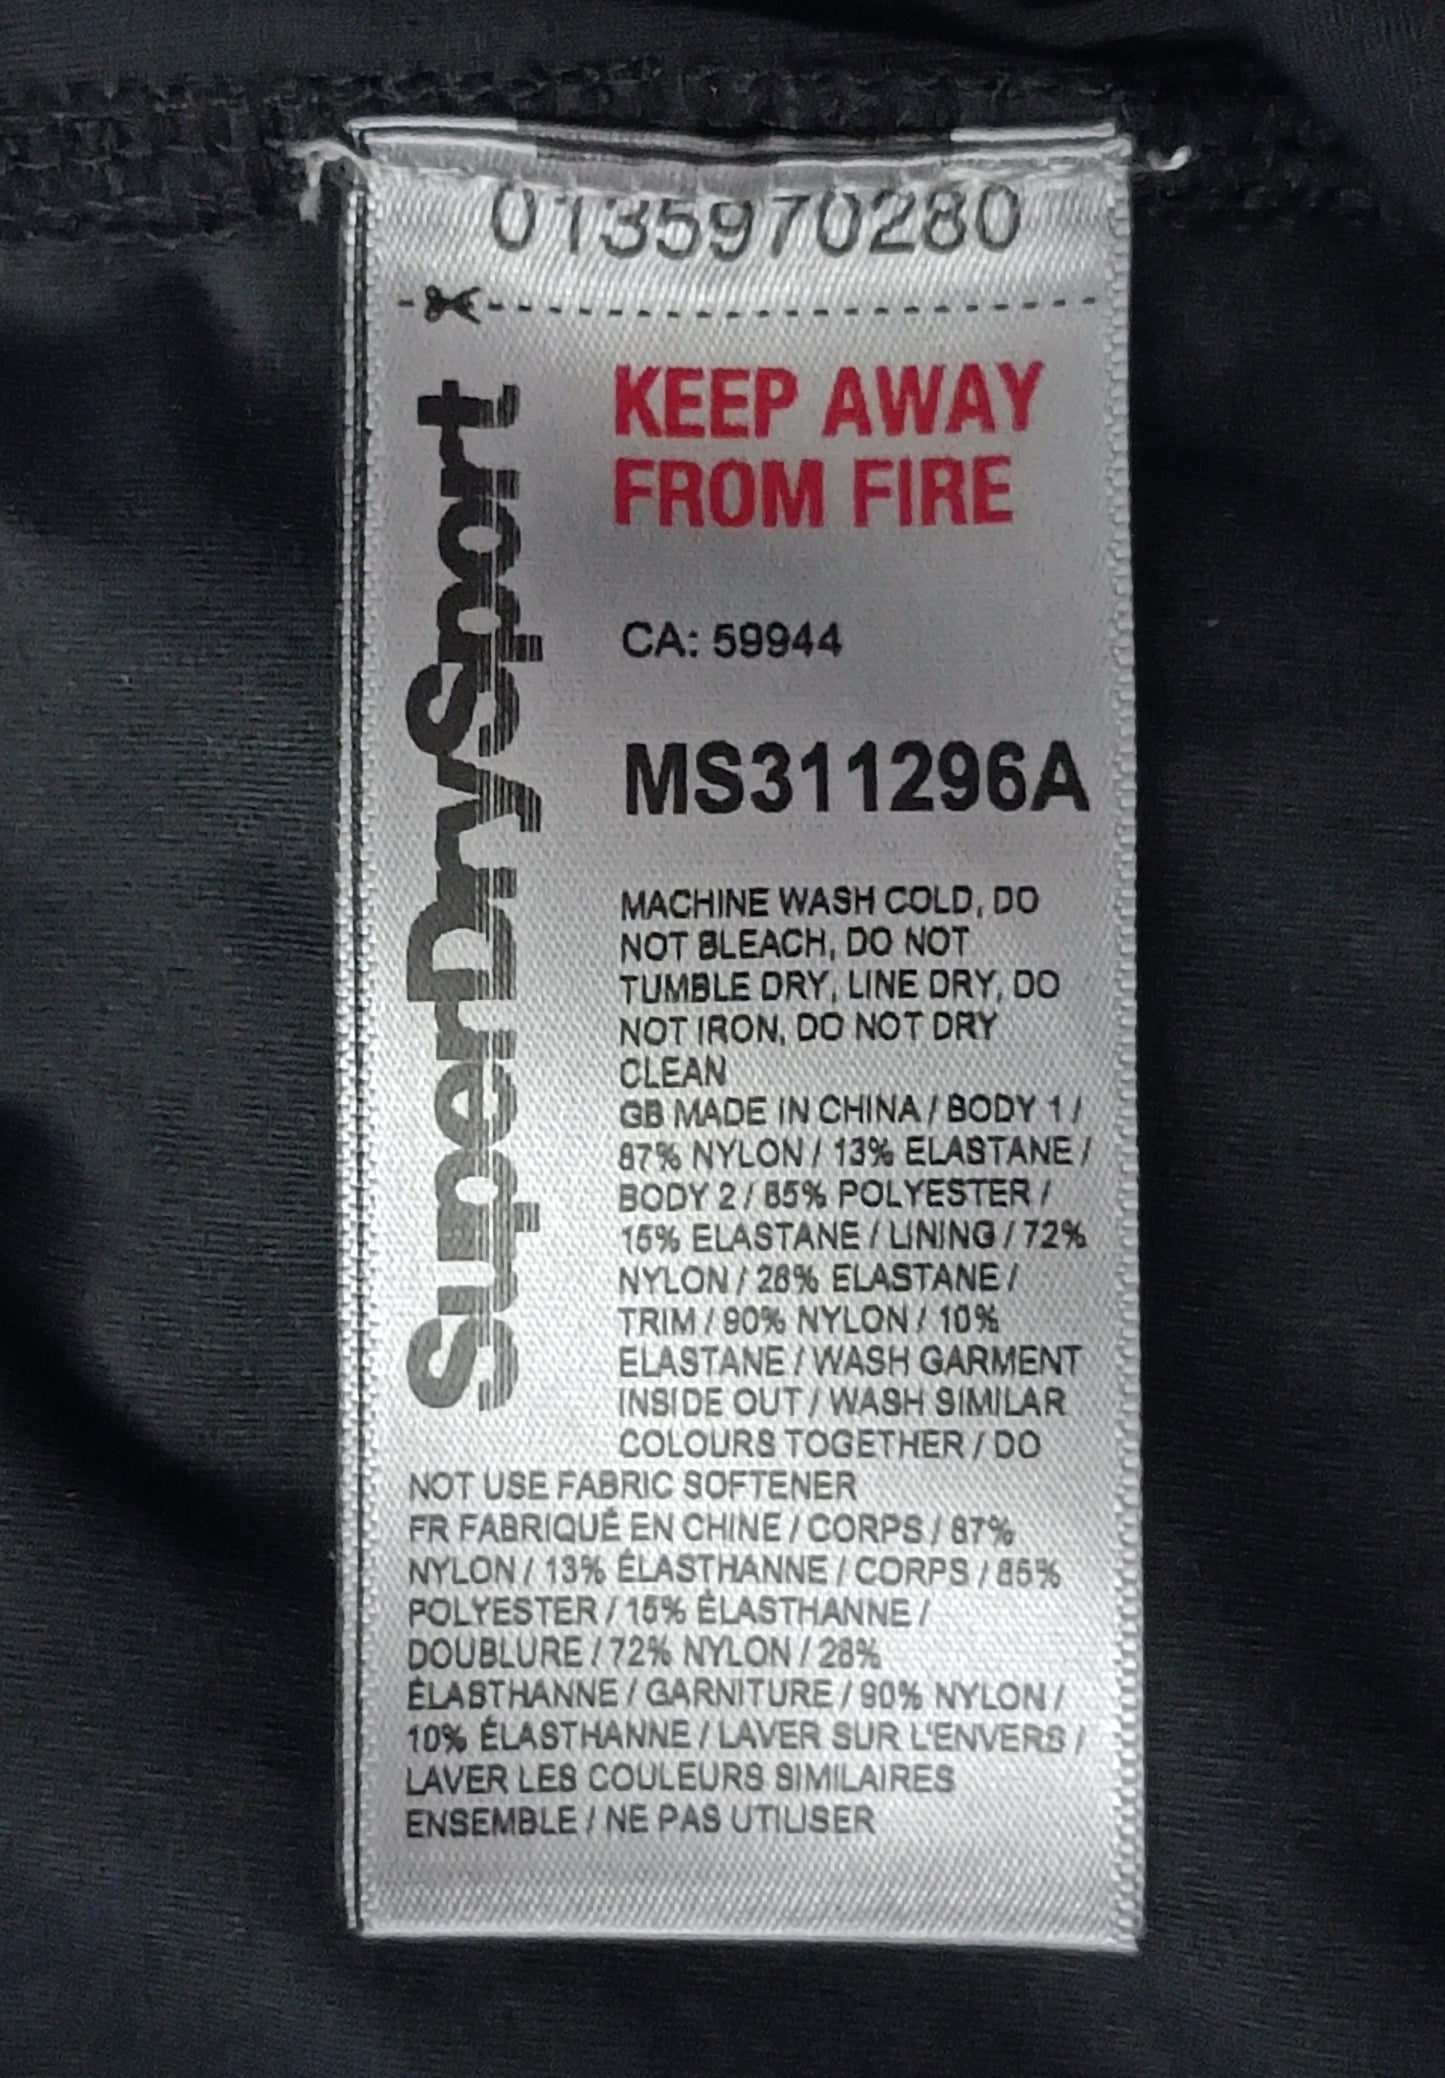 0135970280
SuperDrySport
KEEP AWAY
FROM FIRE
CA: 59944
MS311296A
MACHINE WASH COLD, DO
NOT BLEACH, DO NOT
TUMBLE DRY, LINE DRY, DO
NOT IRON, DO NOT DRY
CLEAN
GB MADE IN CHINA / BODY 1 /
87% NYLON / 13% ELASTANE /
BODY 2 / 85% POLYESTER /
15% ELASTANE / LINING / 72%
NYLON / 28% ELASTANE /
TRIM / 90% NYLON / 10%
ELASTANE / WASH GARMENT
INSIDE OUT / WASH SIMILAR
COLOURS TOGETHER / DO
NOT USE FABRIC SOFTENER
FR FABRIQUÉ EN CHINE / CORPS / 87%
NYLON / 13% ÉLASTHANNE / CORPS / 85%
POLYESTER / 15% ÉLASTHANNE /
DOUBLURE / 72% NYLON / 28%
ÉLASTHANNE / GARNITURE / 90% NYLON /
10% ÉLASTHANNE / LAVER SUR L'ENVERS /
LAVER LES COULEURS SIMILAIRES
ENSEMBLE / NE PAS UTILISER